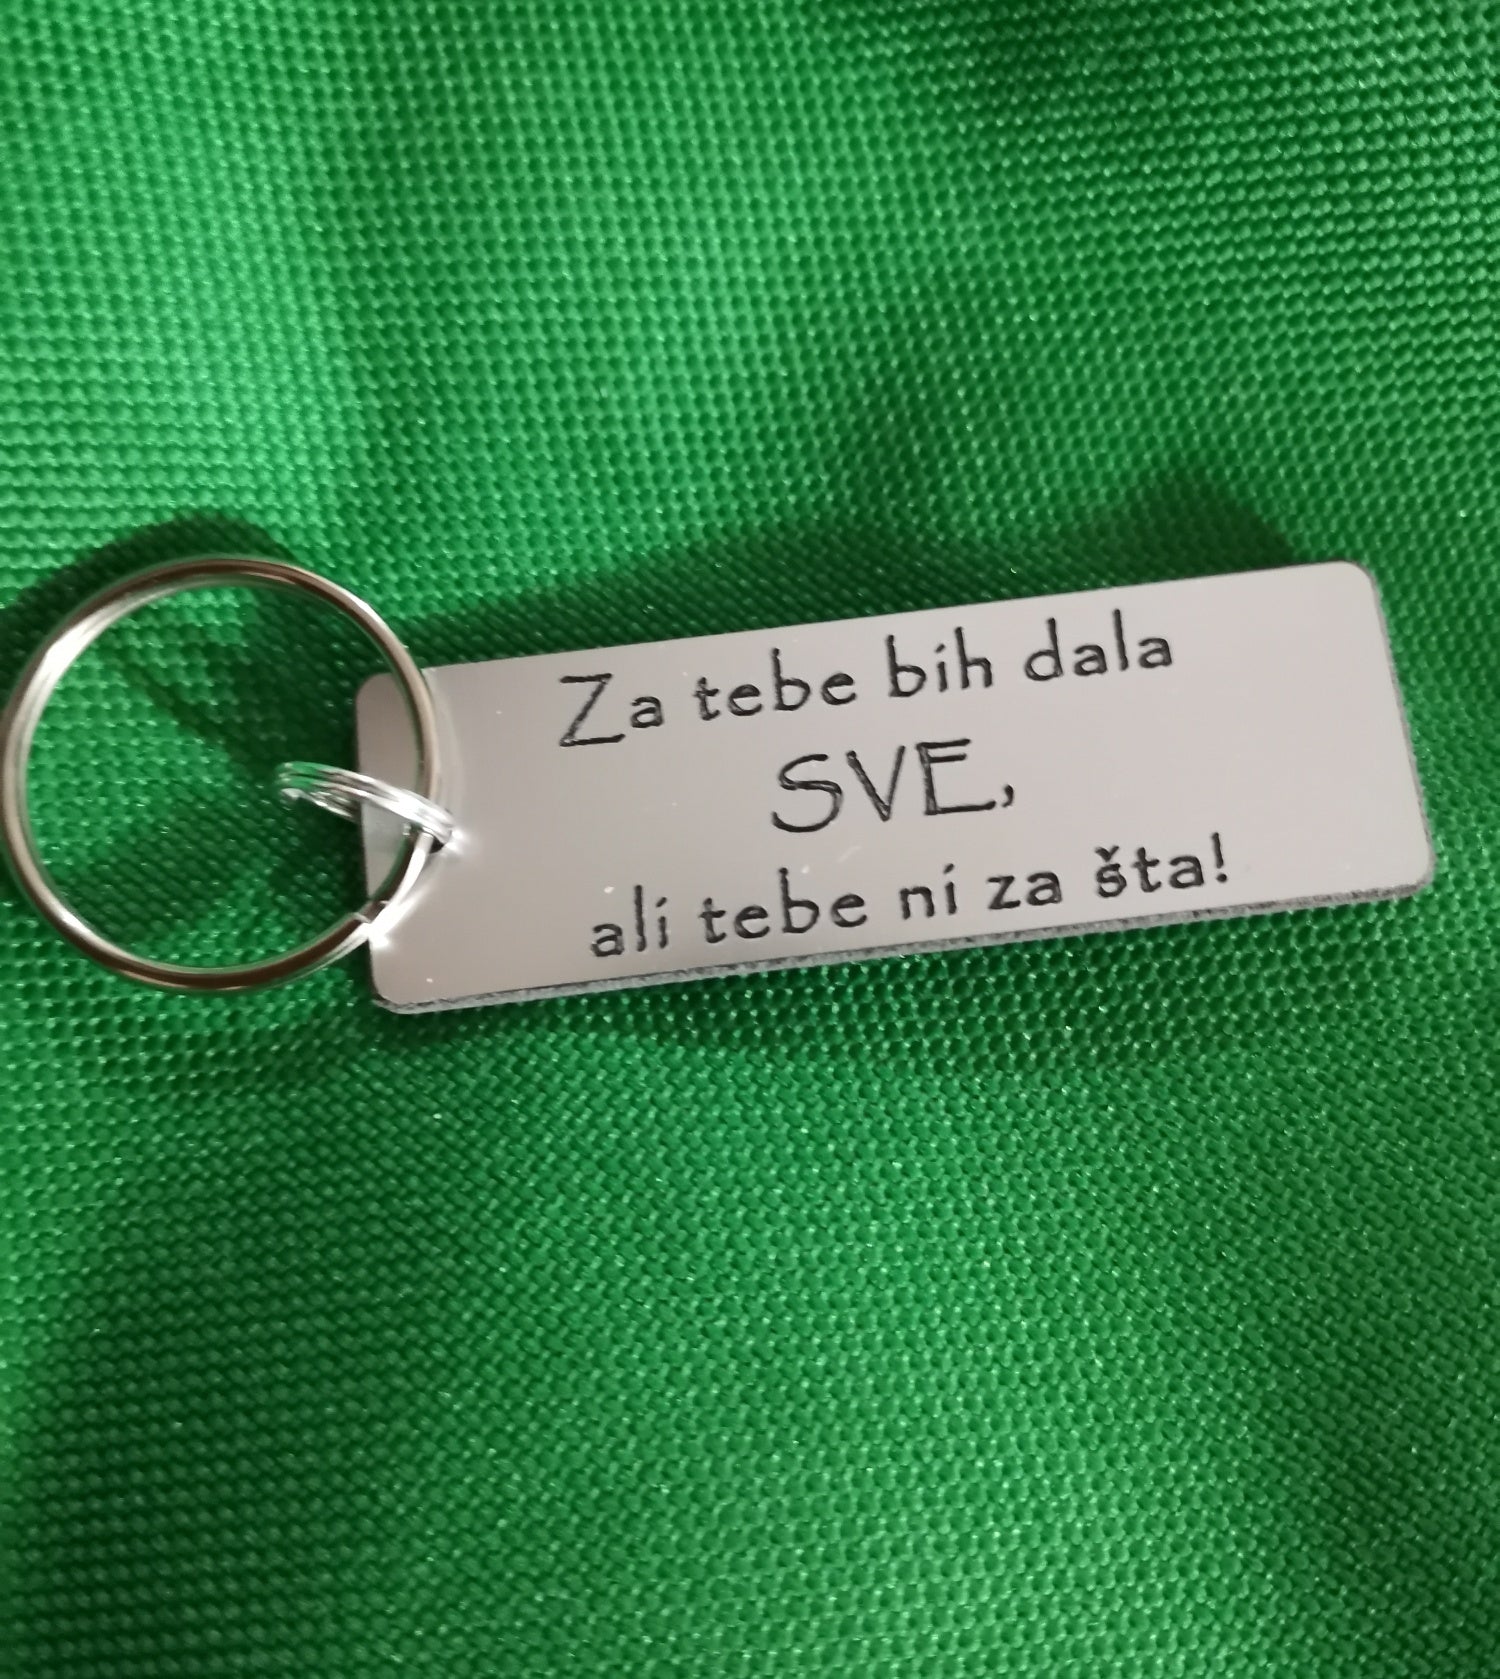 Za tebe bih dala
SVE,
ali tebe ni za šta!